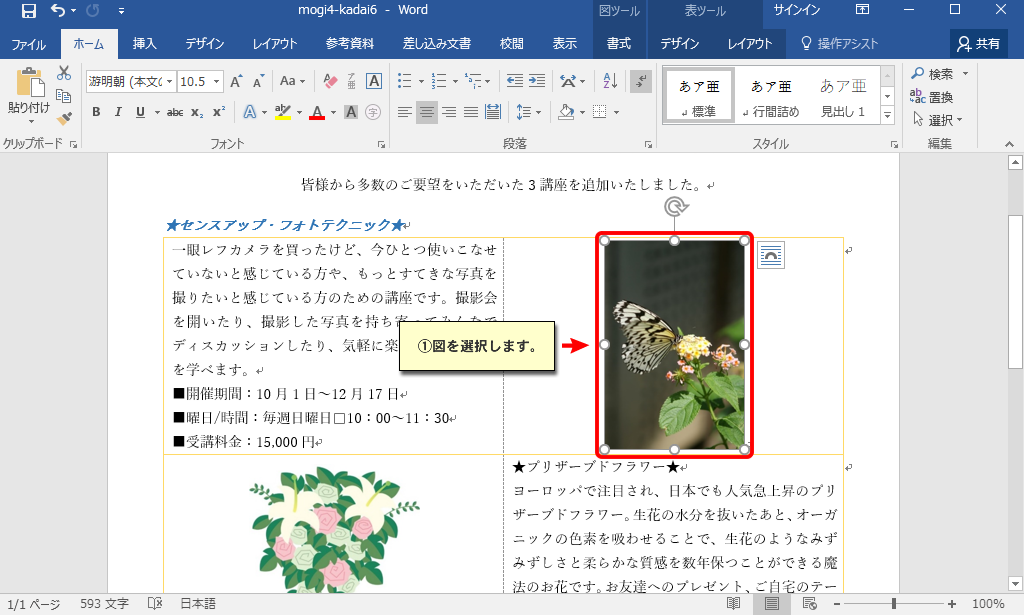 mogi4-kadai6 - Word
図ツール
表ツール
サインイン
ファイル ホーム 挿入 デザイン レイアウト 参考資料 差し込み文書 校閲 表示 書式 デザイン レイアウト 操作アシスト 共有
貼り付け
游明朝 (本文の
10.5
A A Aa A
B I U abc x₂ x² A ab A A 字
あア亜
あア亜
あア亜
↲ 標準
↲ 行間詰め
見出し 1
検索
置換
選択
クリップボード
フォント
段落
スタイル
編集
皆様から多数のご要望をいただいた 3 講座を追加いたしました。↵
★センスアップ・フォトテクニック★↵
一眼レフカメラを買ったけど、今ひとつ使いこなせ
ていないと感じている方や、もっとすてきな写真を
撮りたいと感じている方のための講座です。撮影会
を開いたり、撮影した写真を持ち寄ってみんなで
ディスカッションしたり、気軽に楽
を学べます。↵
■開催期間：10 月 1 日～12 月 17 日↵
■曜日/時間：毎週日曜日□10：00～11：30↵
■受講料金：15,000 円↵
①図を選択します。
★プリザーブドフラワー★↵
ヨーロッパで注目され、日本でも人気急上昇のプリ
ザーブドフラワー。生花の水分を抜いたあと、オーガ
ニックの色素を吸わせることで、生花のようなみず
みずしさと柔らかな質感を数年保つことができる魔
法のお花です。お友達へのプレゼント、ご自宅のテー
1/1 ページ
593 文字
日本語
100%